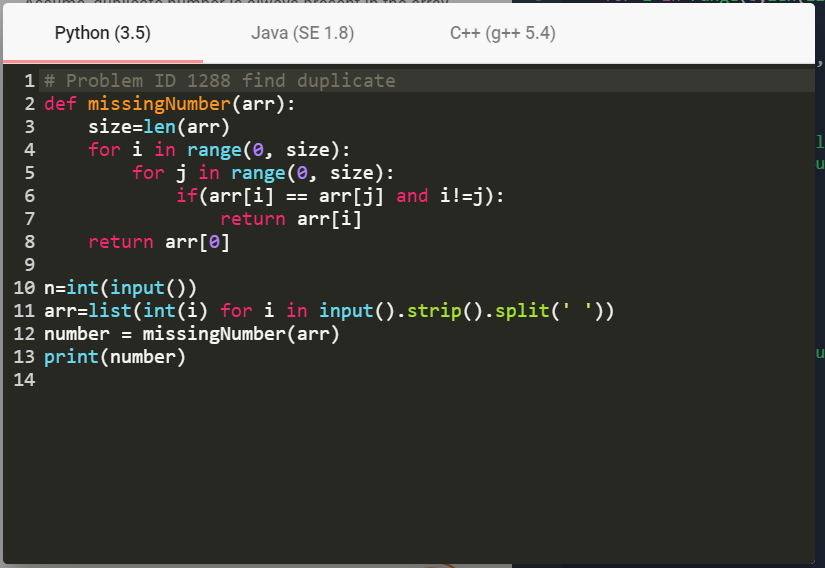 Python (3.5) Java (SE 1.8) C++ (g++ 5.4)
1 # Problem ID 1288 find duplicate
2 def missingNumber(arr):
3     size=len(arr)
4     for i in range(0, size):
5         for j in range(0, size):
6             if(arr[i] == arr[j] and i!=j):
7                 return arr[i]
8     return arr[0]
9
10 n=int(input())
11 arr=list(int(i) for i in input().strip().split(' '))
12 number = missingNumber(arr)
13 print(number)
14